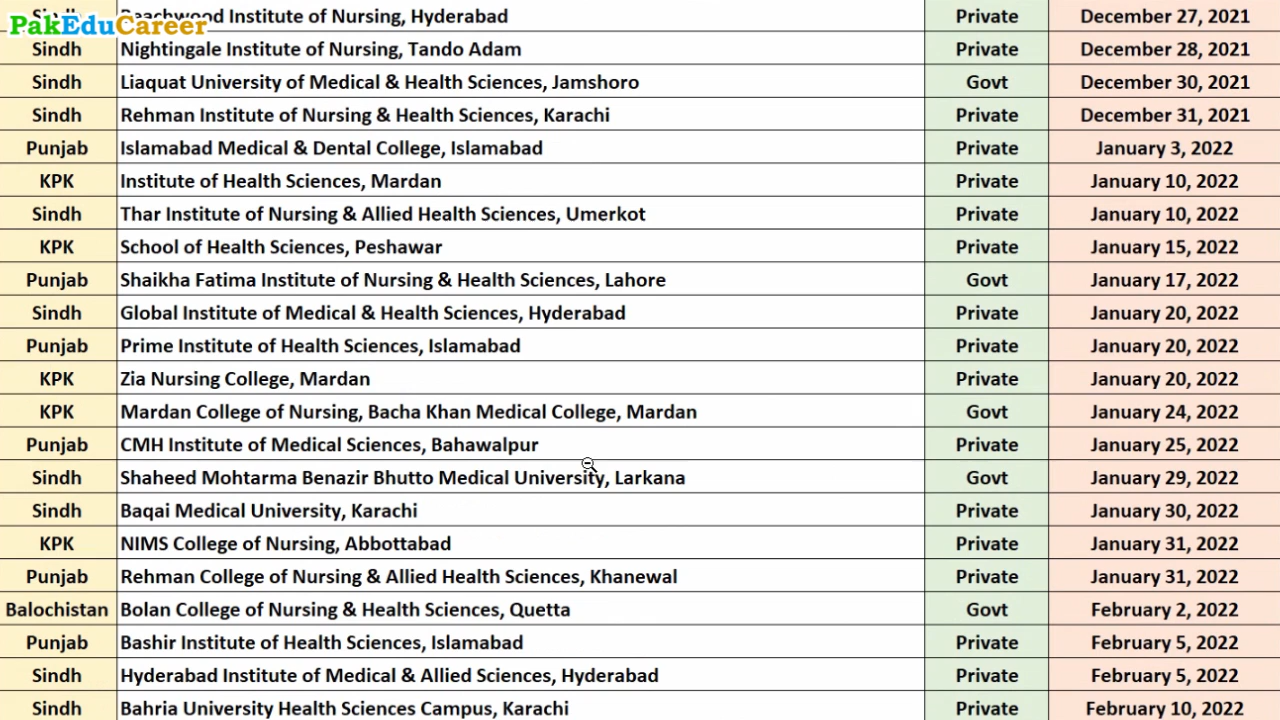 PakEduCareer
Beachwood Institute of Nursing, Hyderabad Private December 27, 2021
Sindh Nightingale Institute of Nursing, Tando Adam Private December 28, 2021
Sindh Liaquat University of Medical & Health Sciences, Jamshoro Govt December 30, 2021
Sindh Rehman Institute of Nursing & Health Sciences, Karachi Private December 31, 2021
Punjab Islamabad Medical & Dental College, Islamabad Private January 3, 2022
KPK Institute of Health Sciences, Mardan Private January 10, 2022
Sindh Thar Institute of Nursing & Allied Health Sciences, Umerkot Private January 10, 2022
KPK School of Health Sciences, Peshawar Private January 15, 2022
Punjab Shaikha Fatima Institute of Nursing & Health Sciences, Lahore Govt January 17, 2022
Sindh Global Institute of Medical & Health Sciences, Hyderabad Private January 20, 2022
Punjab Prime Institute of Health Sciences, Islamabad Private January 20, 2022
KPK Zia Nursing College, Mardan Private January 20, 2022
KPK Mardan College of Nursing, Bacha Khan Medical College, Mardan Govt January 24, 2022
Punjab CMH Institute of Medical Sciences, Bahawalpur Private January 25, 2022
Sindh Shaheed Mohtarma Benazir Bhutto Medical University, Larkana Govt January 29, 2022
Sindh Baqai Medical University, Karachi Private January 30, 2022
KPK NIMS College of Nursing, Abbottabad Private January 31, 2022
Punjab Rehman College of Nursing & Allied Health Sciences, Khanewal Private January 31, 2022
Balochistan Bolan College of Nursing & Health Sciences, Quetta Govt February 2, 2022
Punjab Bashir Institute of Health Sciences, Islamabad Private February 5, 2022
Sindh Hyderabad Institute of Medical & Allied Sciences, Hyderabad Private February 5, 2022
Sindh Bahria University Health Sciences Campus, Karachi Private February 10, 2022